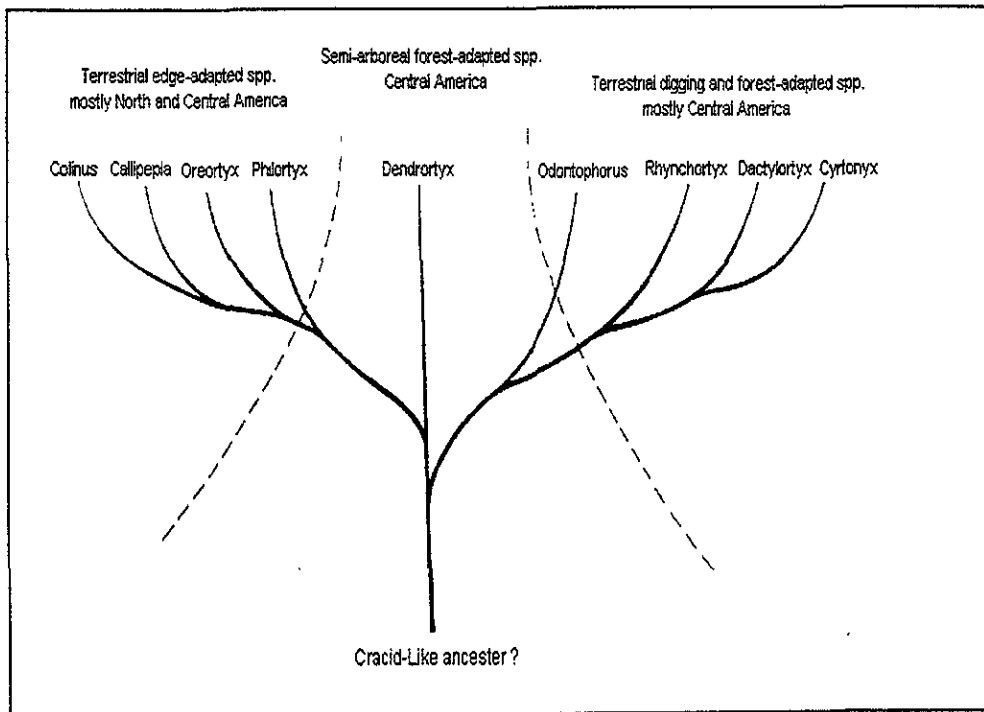 Semi-arboreal forest-adapted spp.
Central America
Terrestrial edge-adapted spp.
mostly North and Central America
Terrestrial digging and forest-adapted spp.
mostly Central America
Colinus Callipepla Oreortyx Philortyx Dendrortyx Odontophorus Rhynchortyx Dactylortyx Cyrtonyx
Cracid-Like ancester ?